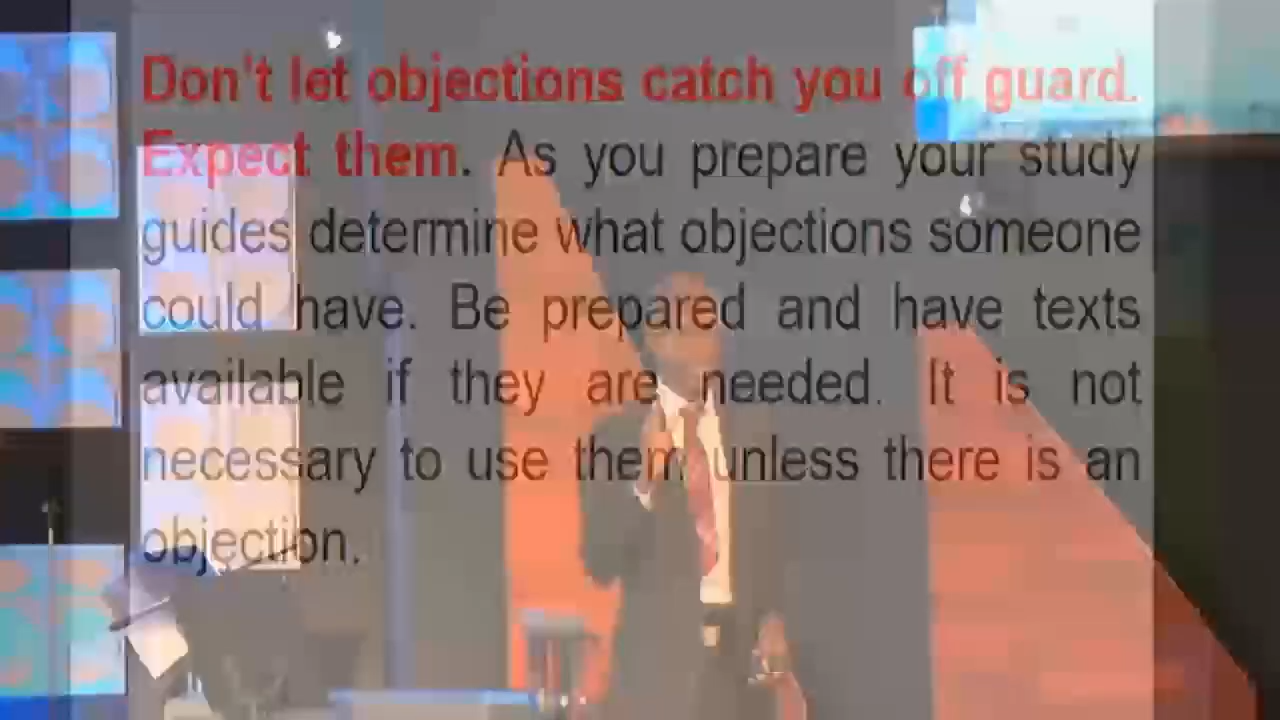 Don't let objections catch you off guard.
Expect them. As you prepare your study
guides determine what objections someone
could have. Be prepared and have texts
available if they are needed. It is not
necessary to use them unless there is an
objection.